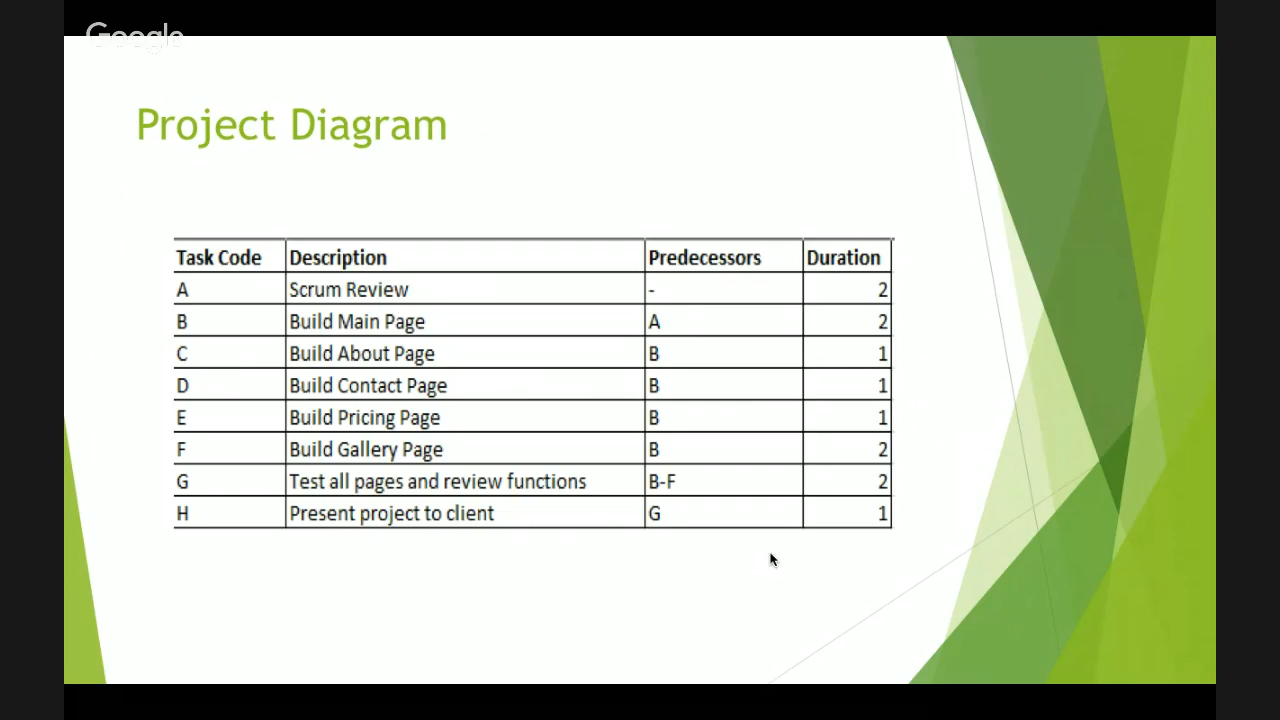 Google
Project Diagram
Task Code Description Predecessors Duration
A Scrum Review - 2
B Build Main Page A 2
C Build About Page B 1
D Build Contact Page B 1
E Build Pricing Page B 1
F Build Gallery Page B 2
G Test all pages and review functions B-F 2
H Present project to client G 1